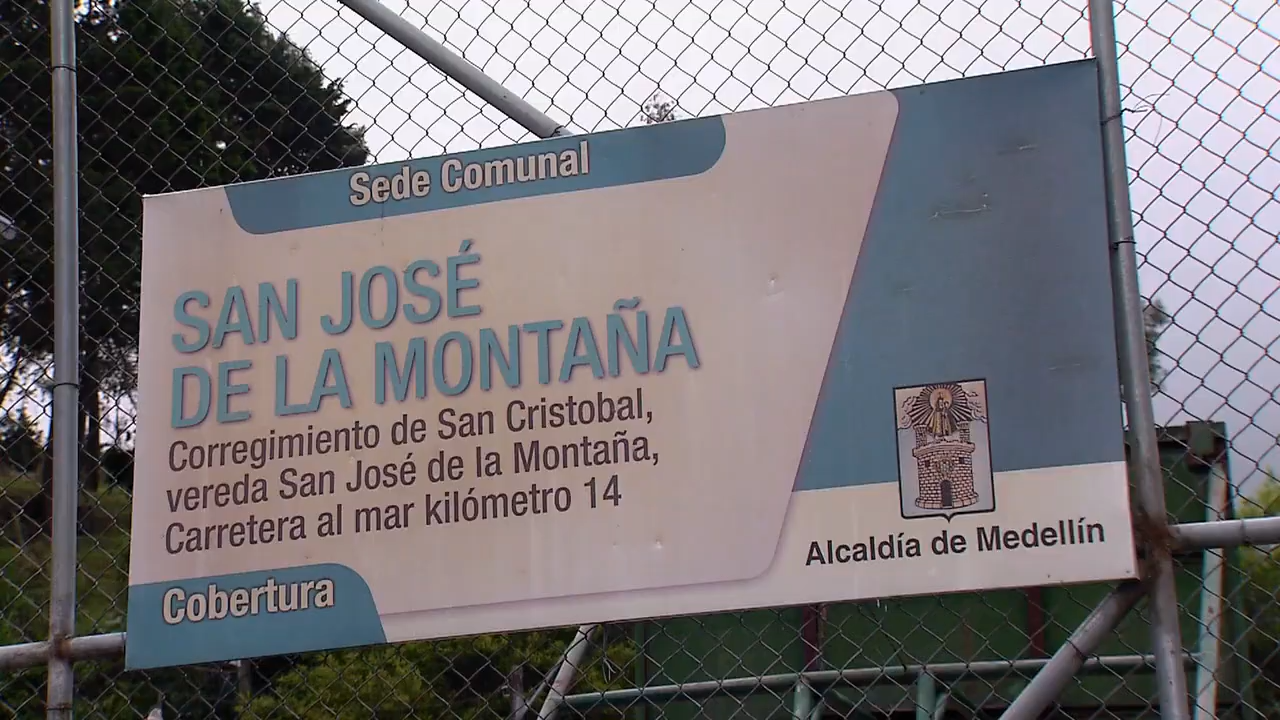 Sede Comunal
SAN JOSÉ
DE LA MONTAÑA
Corregimiento de San Cristobal,
vereda San José de la Montaña,
Carretera al mar kilómetro 14
Cobertura
Alcaldía de Medellín